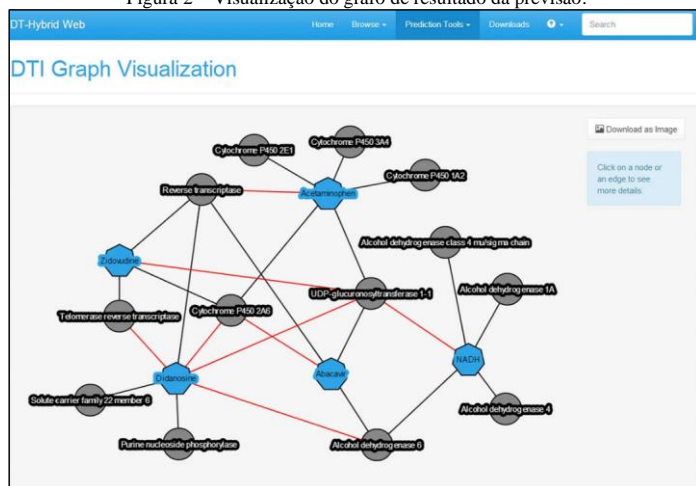 Figura 2 – Visualização do grafo de resultado da previsão.
DT-Hybrid Web
Home
Browse
Prediction Tools
Downloads
?
Search
DTI Graph Visualization
Download as Image
Click on a node or
an edge to see
more details.
Cytochrome P450 2E1
Cytochrome P450 3A4
Cytochrome P450 1A2
Reverse transcriptase
Acetaminophen
Alcohol dehydrogenase class 4 mu/sigma chain
Zidovudine
UDP-glucuronosyltransferase 1-1
Alcohol dehydrogenase 1A
Telomerase reverse transcriptase
Cytochrome P450 2A6
Didanosine
Abacavir
NADH
Solute carrier family 22 member 6
Alcohol dehydrogenase 4
Purine nucleoside phosphorylase
Alcohol dehydrogenase 6